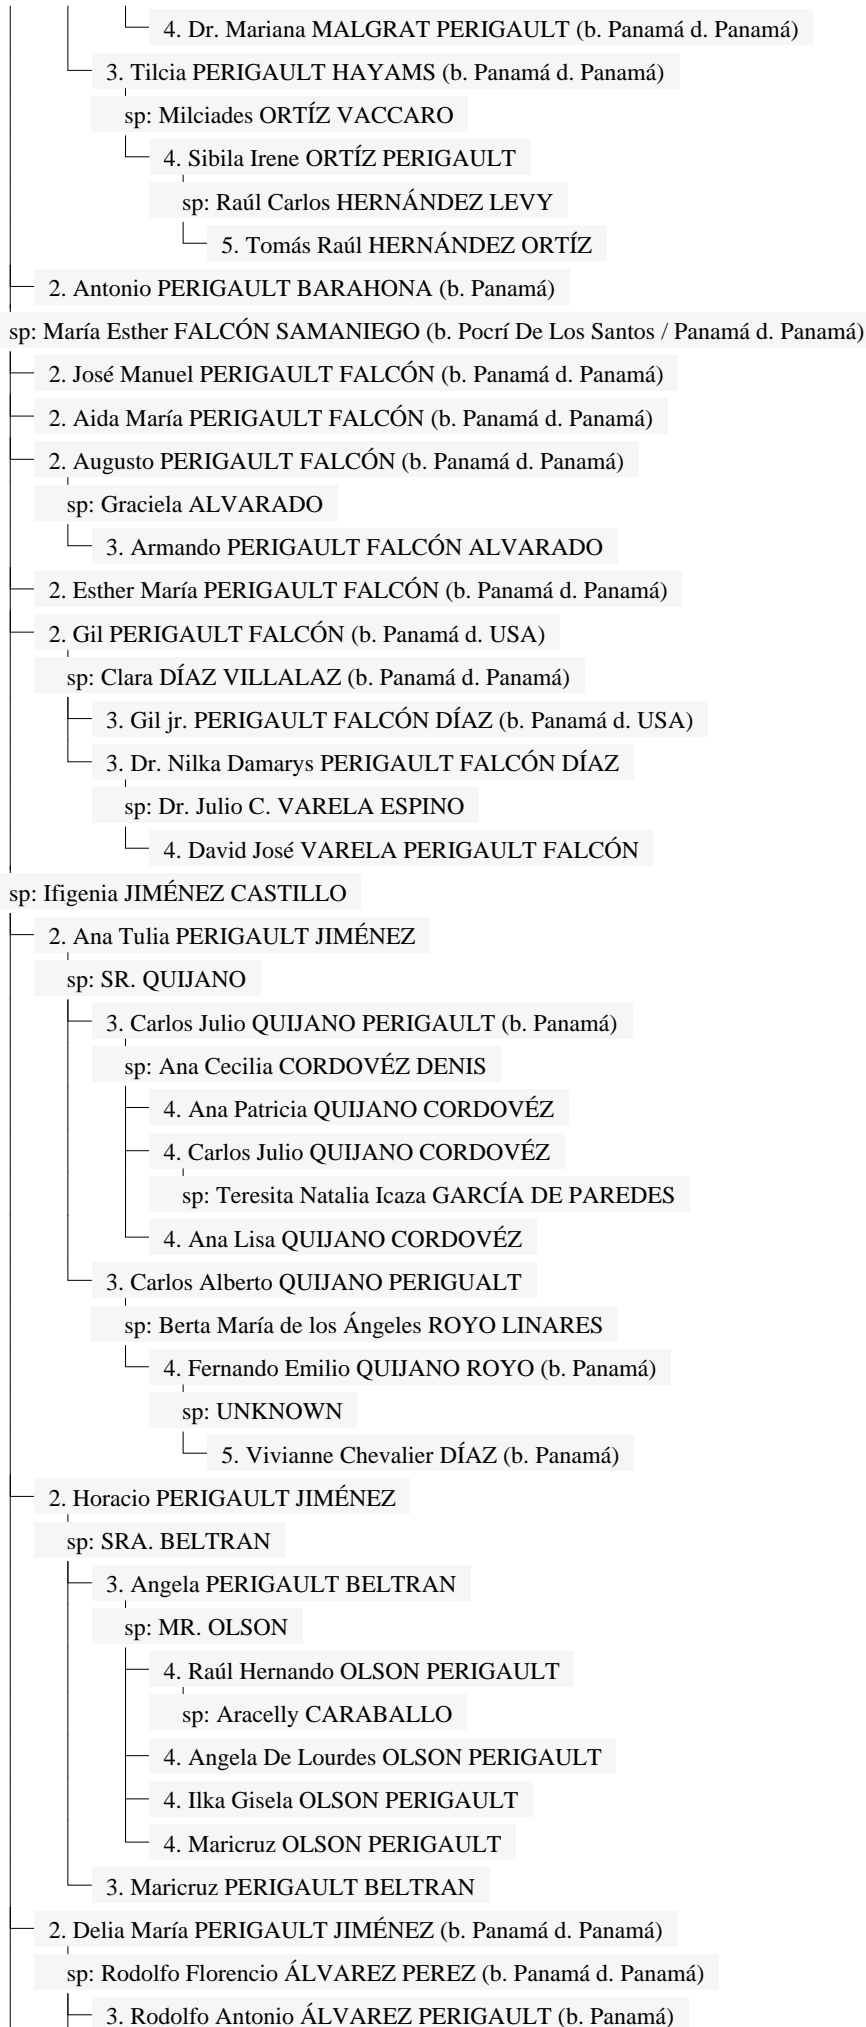 4. Dr. Mariana MALGRAT PERIGAULT (b. Panamá d. Panamá)
3. Tilcia PERIGAULT HAYAMS (b. Panamá d. Panamá)
sp: Milciades ORTÍZ VACCARO
4. Sibila Irene ORTÍZ PERIGAULT
sp: Raúl Carlos HERNÁNDEZ LEVY
5. Tomás Raúl HERNÁNDEZ ORTÍZ
2. Antonio PERIGAULT BARAHONA (b. Panamá)
sp: María Esther FALCÓN SAMANIEGO (b. Pocrí De Los Santos / Panamá d. Panamá)
2. José Manuel PERIGAULT FALCÓN (b. Panamá d. Panamá)
2. Aida María PERIGAULT FALCÓN (b. Panamá d. Panamá)
2. Augusto PERIGAULT FALCÓN (b. Panamá d. Panamá)
sp: Graciela ALVARADO
3. Armando PERIGAULT FALCÓN ALVARADO
2. Esther María PERIGAULT FALCÓN (b. Panamá d. Panamá)
2. Gil PERIGAULT FALCÓN (b. Panamá d. USA)
sp: Clara DÍAZ VILLALAZ (b. Panamá d. Panamá)
3. Gil jr. PERIGAULT FALCÓN DÍAZ (b. Panamá d. USA)
3. Dr. Nilka Damarys PERIGAULT FALCÓN DÍAZ
sp: Dr. Julio C. VARELA ESPINO
4. David José VARELA PERIGAULT FALCÓN
sp: Ifigenia JIMÉNEZ CASTILLO
2. Ana Tulia PERIGAULT JIMÉNEZ
sp: SR. QUIJANO
3. Carlos Julio QUIJANO PERIGAULT (b. Panamá)
sp: Ana Cecilia CORDOVÉZ DENIS
4. Ana Patricia QUIJANO CORDOVÉZ
4. Carlos Julio QUIJANO CORDOVÉZ
sp: Teresita Natalia Icaza GARCÍA DE PAREDES
4. Ana Lisa QUIJANO CORDOVÉZ
3. Carlos Alberto QUIJANO PERIGUALT
sp: Berta María de los Ángeles ROYO LINARES
4. Fernando Emilio QUIJANO ROYO (b. Panamá)
sp: UNKNOWN
5. Vivianne Chevalier DÍAZ (b. Panamá)
2. Horacio PERIGAULT JIMÉNEZ
sp: SRA. BELTRAN
3. Angela PERIGAULT BELTRAN
sp: MR. OLSON
4. Raúl Hernando OLSON PERIGAULT
sp: Aracelly CARABALLO
4. Angela De Lourdes OLSON PERIGAULT
4. Ilka Gisela OLSON PERIGAULT
4. Maricruz OLSON PERIGAULT
3. Maricruz PERIGAULT BELTRAN
2. Delia María PERIGAULT JIMÉNEZ (b. Panamá d. Panamá)
sp: Rodolfo Florencio ÁLVAREZ PEREZ (b. Panamá d. Panamá)
3. Rodolfo Antonio ÁLVAREZ PERIGAULT (b. Panamá)